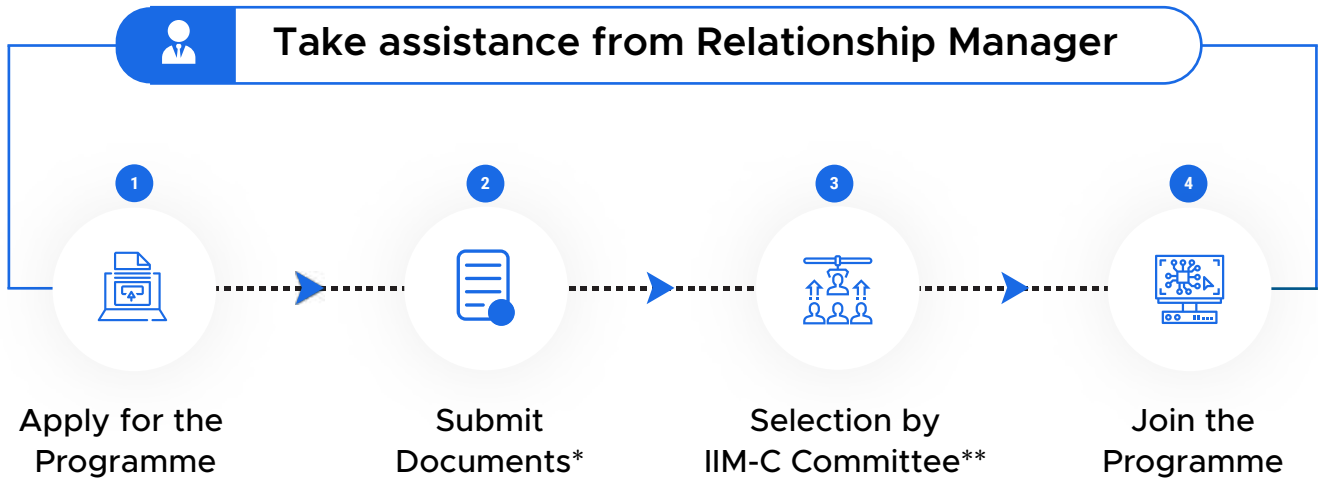 Take assistance from Relationship Manager
1
2
3
4
Apply for the
Programme
Submit
Documents*
Selection by
IIM-C Committee**
Join the
Programme